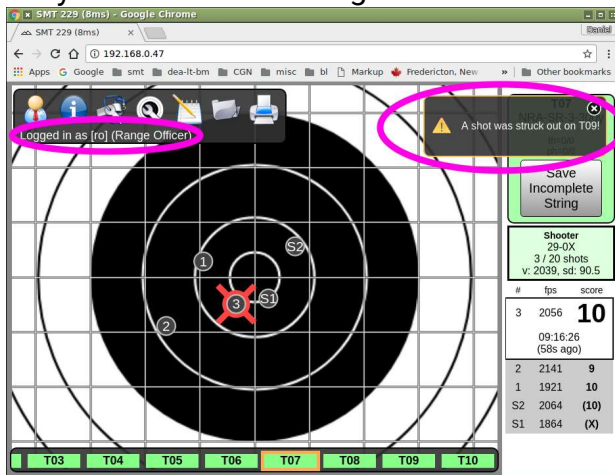 SMT 229 (8ms) - Google Chrome
SMT 229 (8ms)
Daniel
192.168.0.47
Apps Google smt dea-lt-bm CGN misc bl Markup Fredericton, New » Other bookmarks
Logged in as [ro] (Range Officer)
A shot was struck out on T09!
T07
Save
Incomplete
String
Shooter
29-0X
3 / 20 shots
v: 2039, sd: 90.5
# fps score
3 2056 10
09:16:26
(58s ago)
2 2141 9
1 1921 10
S2 2064 (10)
S1 1864 (X)
S2
1
3
S1
2
T03 T04 T05 T06 T07 T08 T09 T10